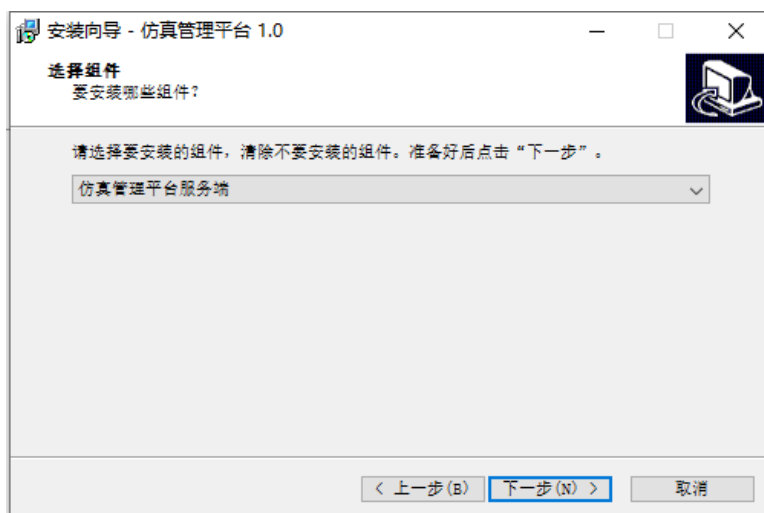 安装向导 - 仿真管理平台 1.0
选择组件
要安装哪些组件?
请选择要安装的组件，清除不要安装的组件。准备好后点击“下一步”。
仿真管理平台服务端
< 上一步(B)
下一步(N) >
取消